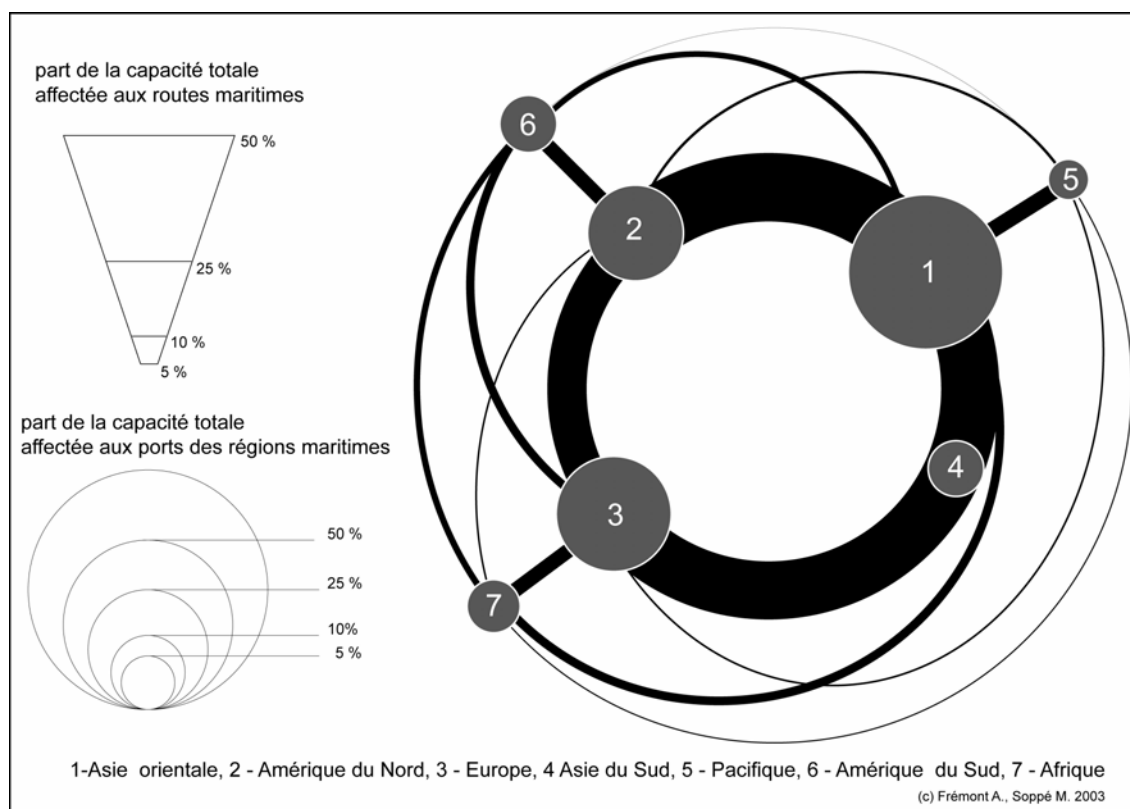 part de la capacité totale
affectée aux routes maritimes
50 %
25 %
10 %
5 %
part de la capacité totale
affectée aux ports des régions maritimes
50 %
25 %
10%
5 %
6
5
2
1
4
3
7
1-Asie orientale, 2 - Amérique du Nord, 3 - Europe, 4 Asie du Sud, 5 - Pacifique, 6 - Amérique du Sud, 7 - Afrique
(c) Frémont A., Soppé M. 2003